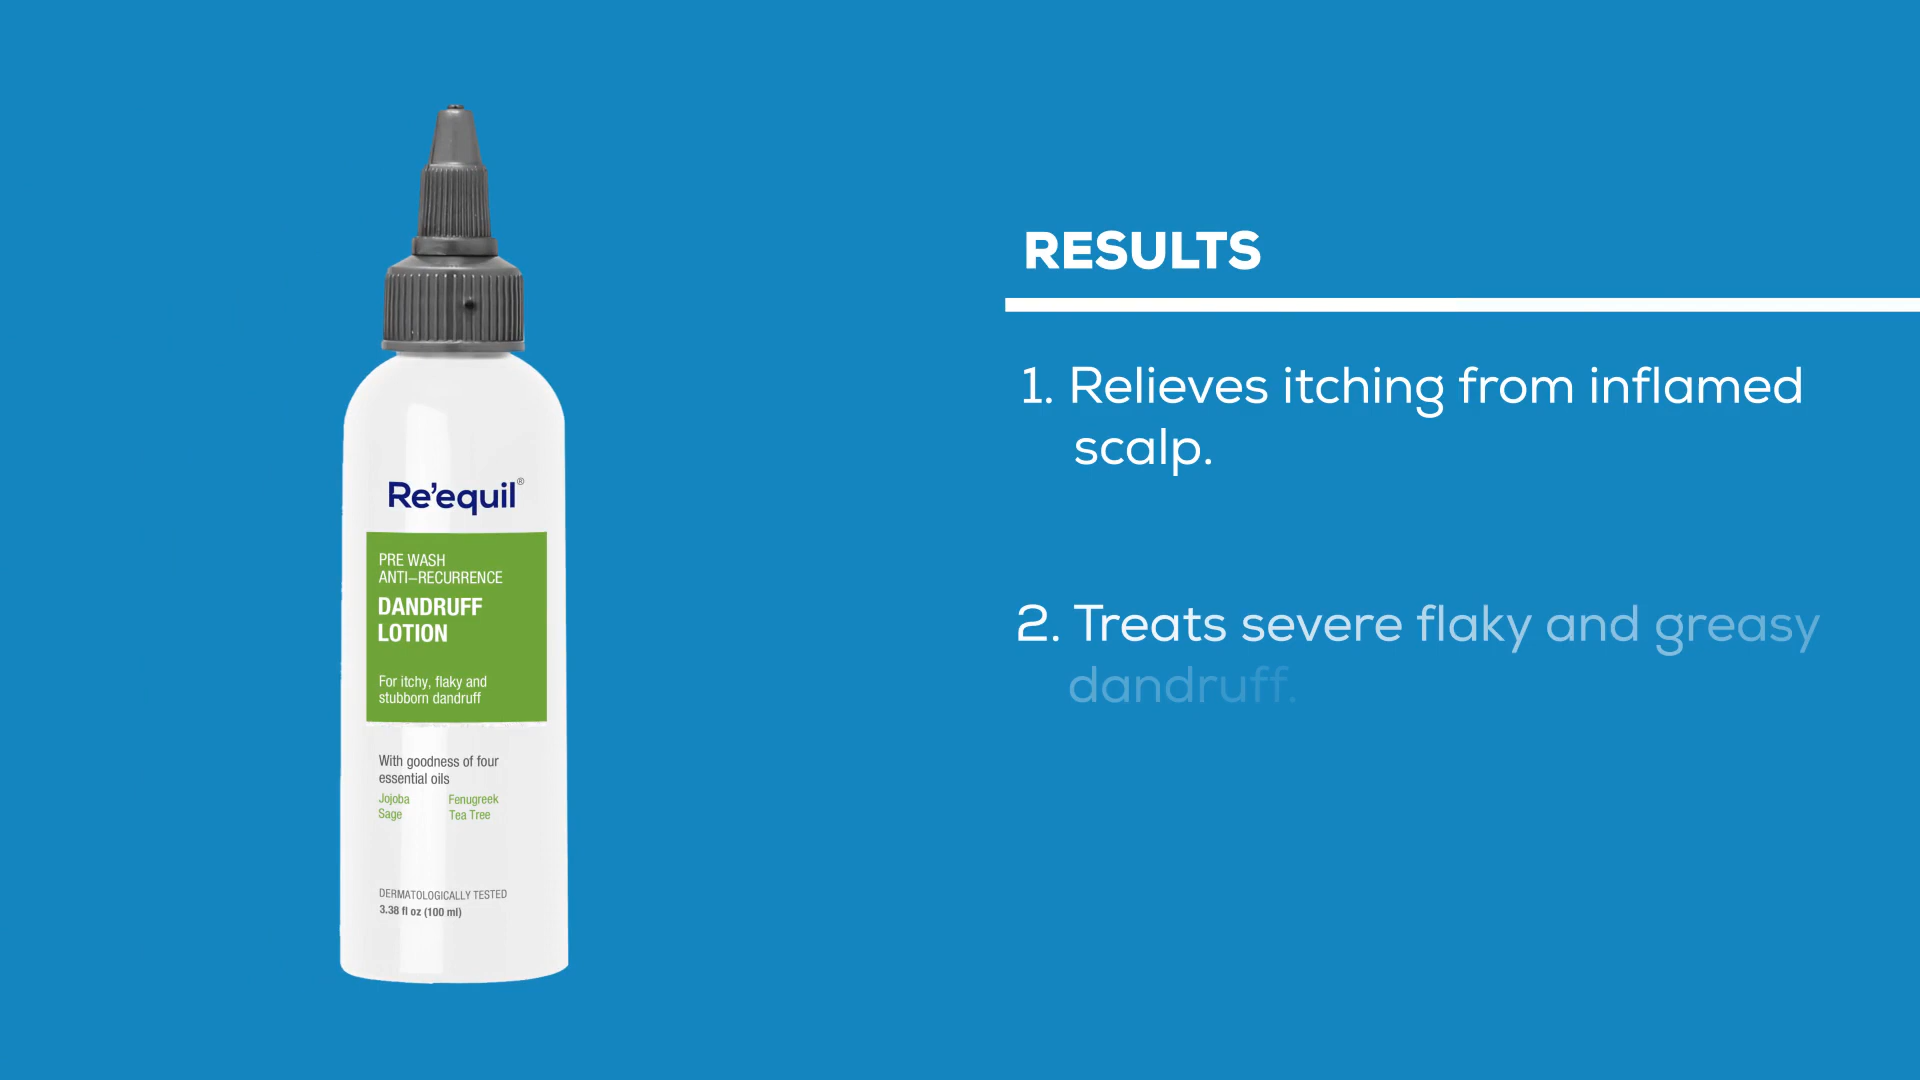 Re'equil®
PRE WASH
ANTI–RECURRENCE
DANDRUFF
LOTION
For itchy, flaky and
stubborn dandruff
With goodness of four
essential oils
Jojoba Fenugreek
Sage Tea Tree
DERMATOLOGICALLY TESTED
3.38 fl oz (100 ml)
RESULTS
1. Relieves itching from inflamed
scalp.
2. Treats severe flaky and greasy
dandruff.